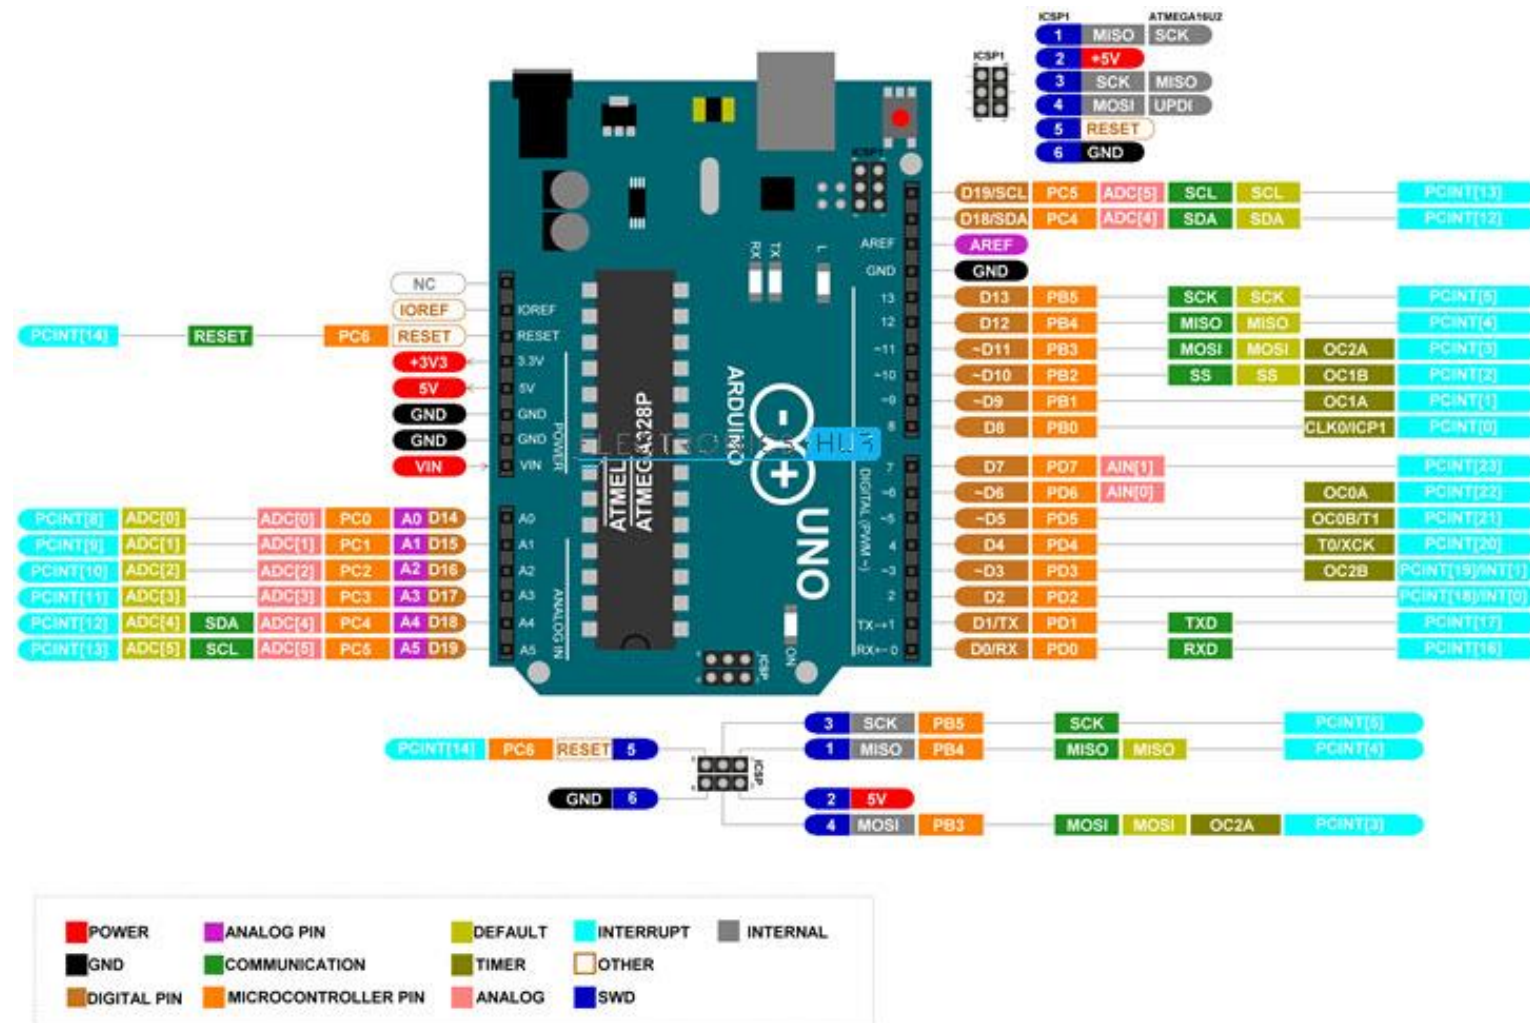 ICSP1 ATMEGA16U2
1 MISO SCK
2 +5V
3 SCK MISO
4 MOSI UPDI
5 RESET
6 GND
ICSP1
ICSP1
D19/SCL PC5 ADC[5] SCL SCL PCINT[13]
D18/SDA PC4 ADC[4] SDA SDA PCINT[12]
AREF AREF
GND GND
13 D13 PB5 SCK SCK PCINT[5]
12 D12 PB4 MISO MISO PCINT[4]
~11 ~D11 PB3 MOSI MOSI OC2A PCINT[3]
~10 ~D10 PB2 SS SS OC1B PCINT[2]
~9 ~D9 PB1 OC1A PCINT[1]
8 D8 PB0 CLK0/ICP1 PCINT[0]
7 D7 PD7 AIN[1] PCINT[23]
~6 ~D6 PD6 AIN[0] OC0A PCINT[22]
~5 ~D5 PD5 OC0B/T1 PCINT[21]
4 D4 PD4 T0/XCK PCINT[20]
~3 ~D3 PD3 OC2B PCINT[19]/INT[1]
2 D2 PD2 PCINT[18]/INT[0]
TX→1 D1/TX PD1 TXD PCINT[17]
RX←0 D0/RX PD0 RXD PCINT[16]
NC
IOREF IOREF
PCINT[14] RESET PC6 RESET RESET
+3V3 3.3V
5V 5V
GND GND
GND GND
VIN VIN
PCINT[8] ADC[0] ADC[0] PC0 A0 D14 A0
PCINT[9] ADC[1] ADC[1] PC1 A1 D15 A1
PCINT[10] ADC[2] ADC[2] PC2 A2 D16 A2
PCINT[11] ADC[3] ADC[3] PC3 A3 D17 A3
PCINT[12] ADC[4] SDA ADC[4] PC4 A4 D18 A4
PCINT[13] ADC[5] SCL ADC[5] PC5 A5 D19 A5
POWER
ANALOG IN
RX
TX
L
ATMEL
ATMEGA328P
ARDUINO
UNO
ELECTRONICS HUB
DIGITAL (PWM ~)
ON
ICSP
3 SCK PB5 SCK PCINT[5]
PCINT[14] PC6 RESET 5
1 MISO PB4 MISO MISO PCINT[4]
ICSP
GND 6
2 5V
4 MOSI PB3 MOSI MOSI OC2A PCINT[3]
POWER ANALOG PIN DEFAULT INTERRUPT INTERNAL
GND COMMUNICATION TIMER OTHER
DIGITAL PIN MICROCONTROLLER PIN ANALOG SWD